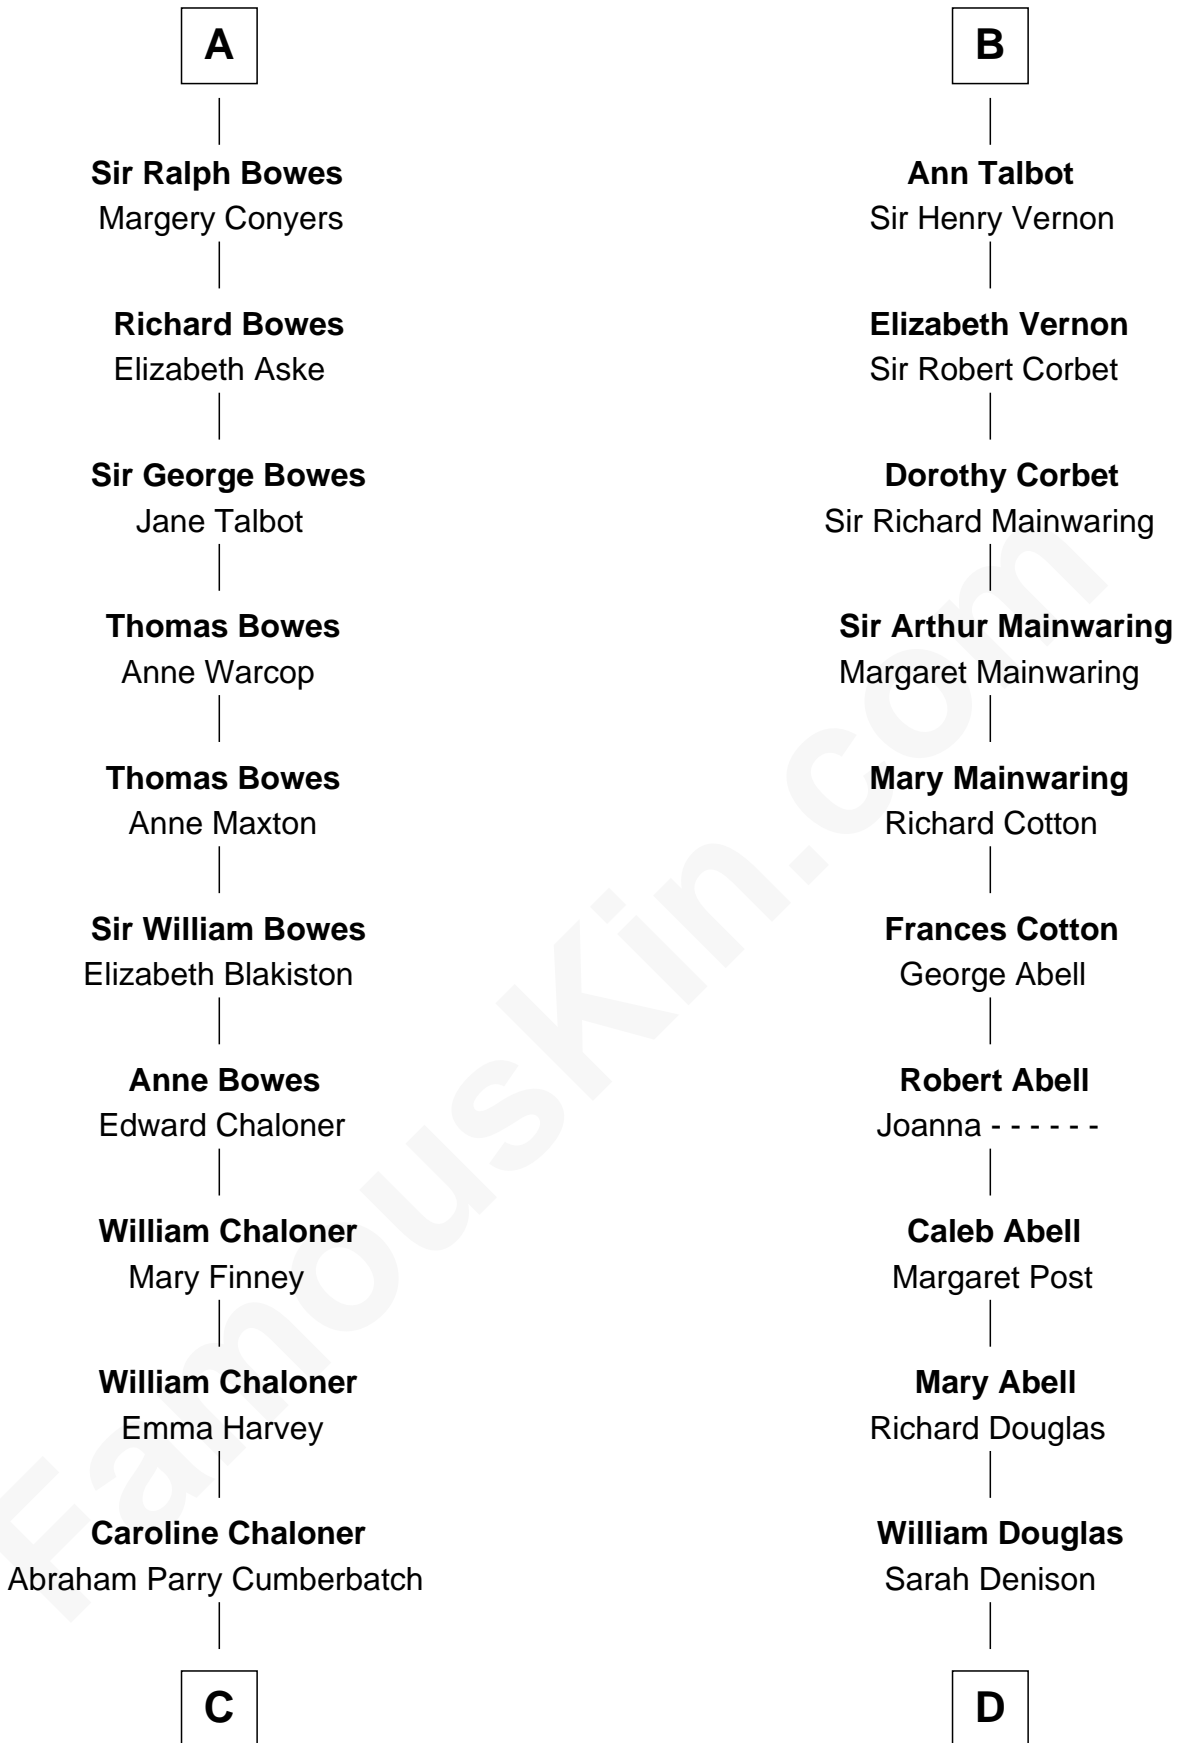 A
Sir Ralph Bowes
Margery Conyers
Richard Bowes
Elizabeth Aske
Sir George Bowes
Jane Talbot
Thomas Bowes
Anne Warcop
Thomas Bowes
Anne Maxton
Sir William Bowes
Elizabeth Blakiston
Anne Bowes
Edward Chaloner
William Chaloner
Mary Finney
William Chaloner
Emma Harvey
Caroline Chaloner
Abraham Parry Cumberbatch
C
B
Ann Talbot
Sir Henry Vernon
Elizabeth Vernon
Sir Robert Corbet
Dorothy Corbet
Sir Richard Mainwaring
Sir Arthur Mainwaring
Margaret Mainwaring
Mary Mainwaring
Richard Cotton
Frances Cotton
George Abell
Robert Abell
Joanna - - - - - -
Caleb Abell
Margaret Post
Mary Abell
Richard Douglas
William Douglas
Sarah Denison
D
FamousKin.com